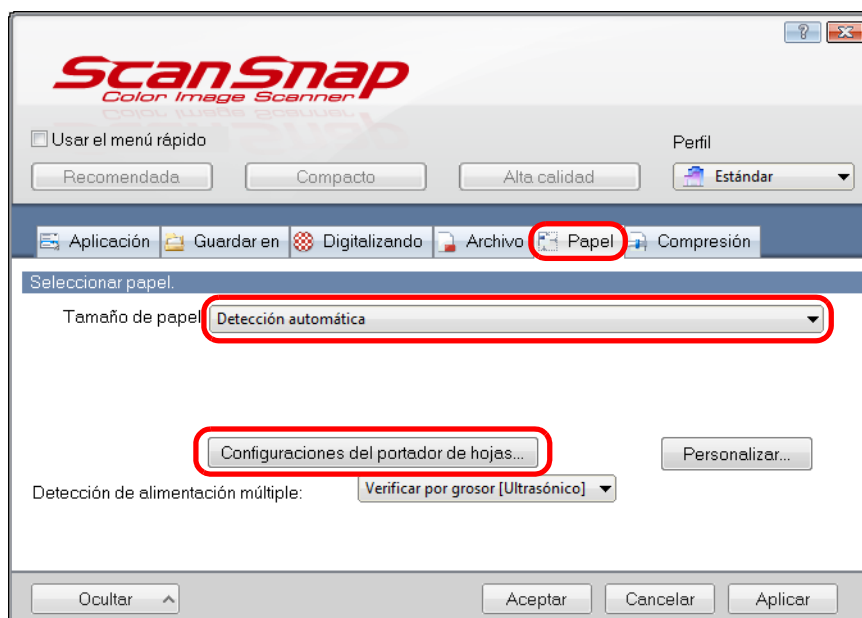 ScanSnap
Color Image Scanner
Usar el menú rápido
Perfil
Recomendada Compacto Alta calidad Estándar
Aplicación Guardar en Digitalizando Archivo Papel Compresión
Seleccionar papel.
Tamaño de papel Detección automática
Configuraciones del portador de hojas... Personalizar...
Detección de alimentación múltiple: Verificar por grosor [Ultrasónico]
Ocultar Aceptar Cancelar Aplicar